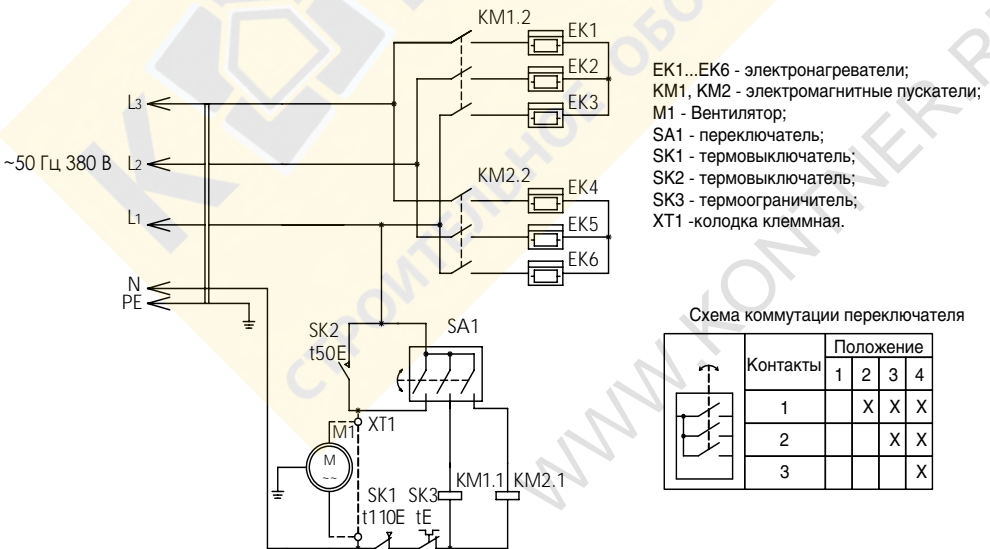 KM1.2
EK1
EK2
EK3
L3
~50 Гц 380 В
L2
KM2.2
L1
EK4
EK5
EK6
N
PE
SK2
t50E
SA1
M1
XT1
M
~~
KM1.1
KM2.1
SK1
t110E
SK3
tE
EK1...EK6 - электронагреватели;
KM1, KM2 - электромагнитные пускатели;
M1 - Вентилятор;
SA1 - переключатель;
SK1 - термовыключатель;
SK2 - термовыключатель;
SK3 - термоограничитель;
XT1 -колодка клеммная.
Схема коммутации переключателя
Контакты
Положение
1 2 3 4
1 X X X
2 X X
3 X
WWW.KONTNER.R